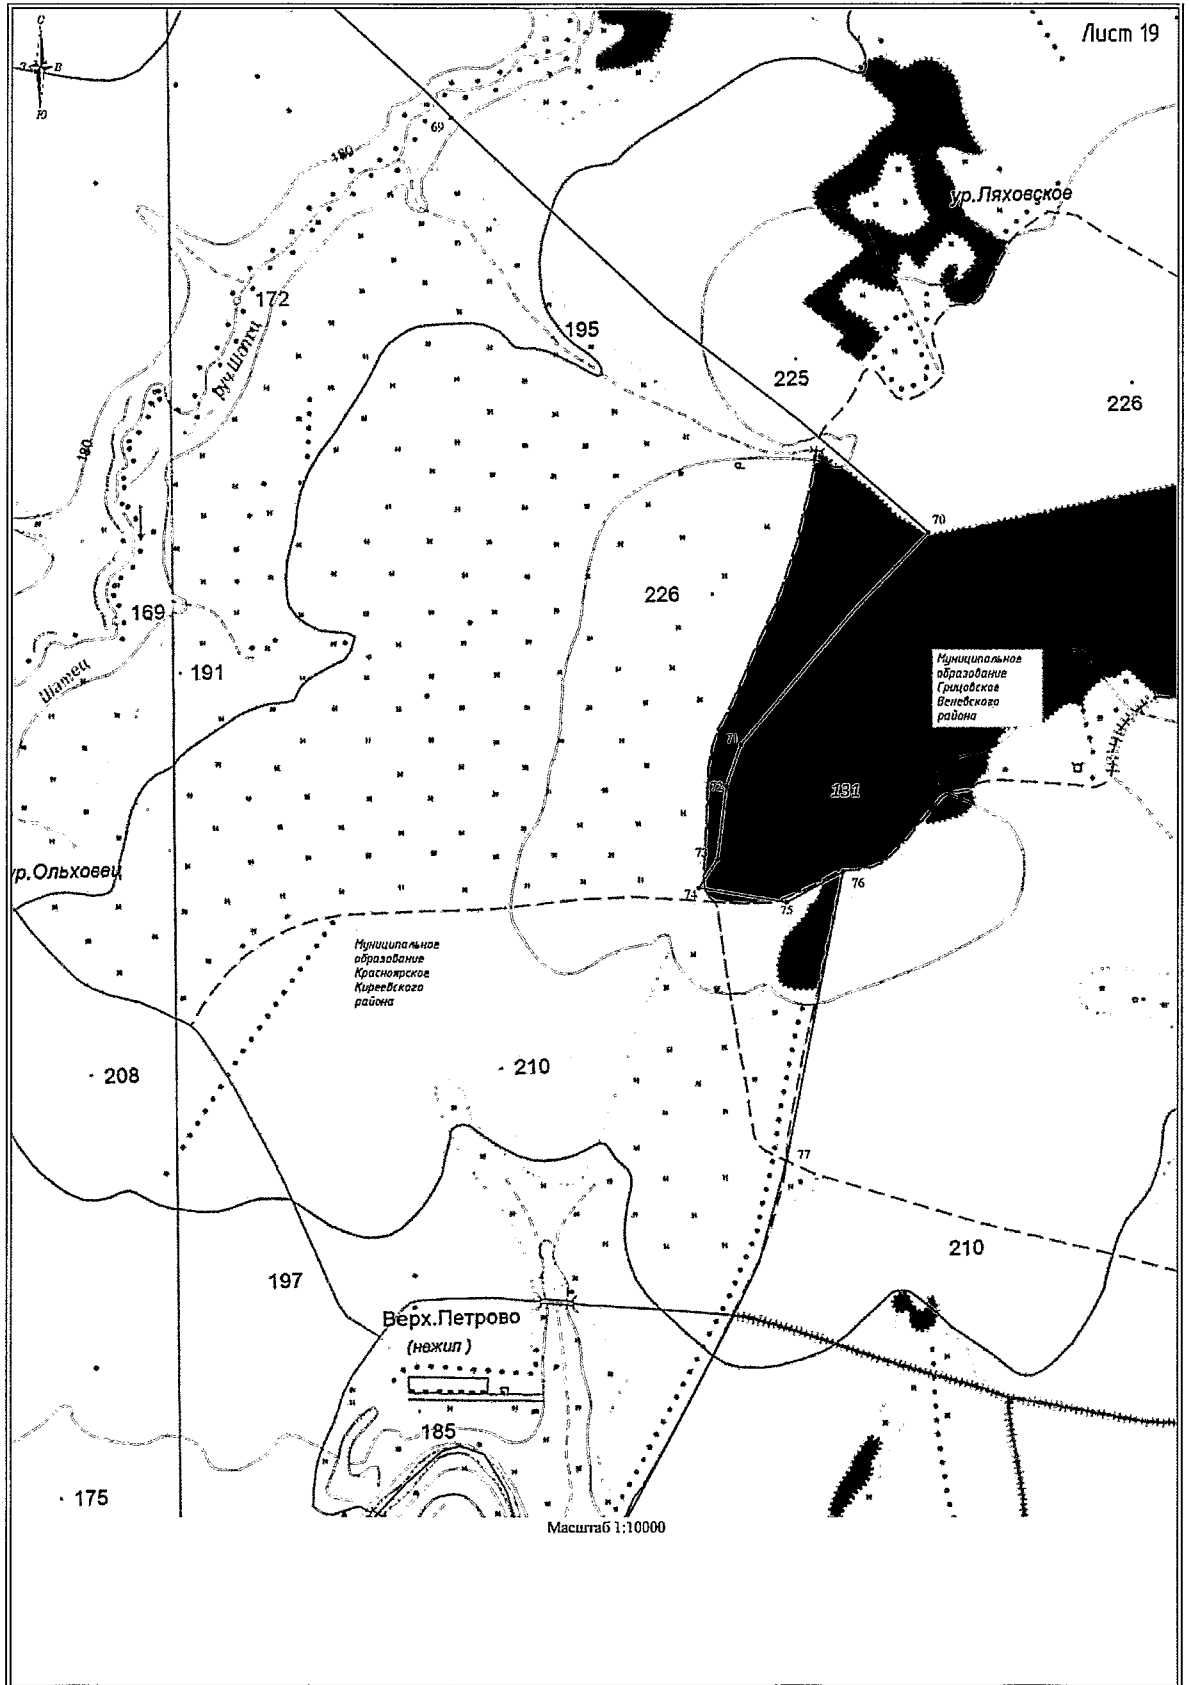 Лист 19
С
З В
Ю
69
180
ур.Ляховское
172
руч.Шатец
195
225
226
180
а
70
226
169
Шатец
191
Муниципальное
образование
Грицовское
Веневского
района
71
72
131
73
ур.Ольховец
74
75
76
Муниципальное
образование
Красноярское
Киреевского
района
208
210
77
210
197
Верх.Петрово
(нежил)
185
175
Масштаб 1:10000